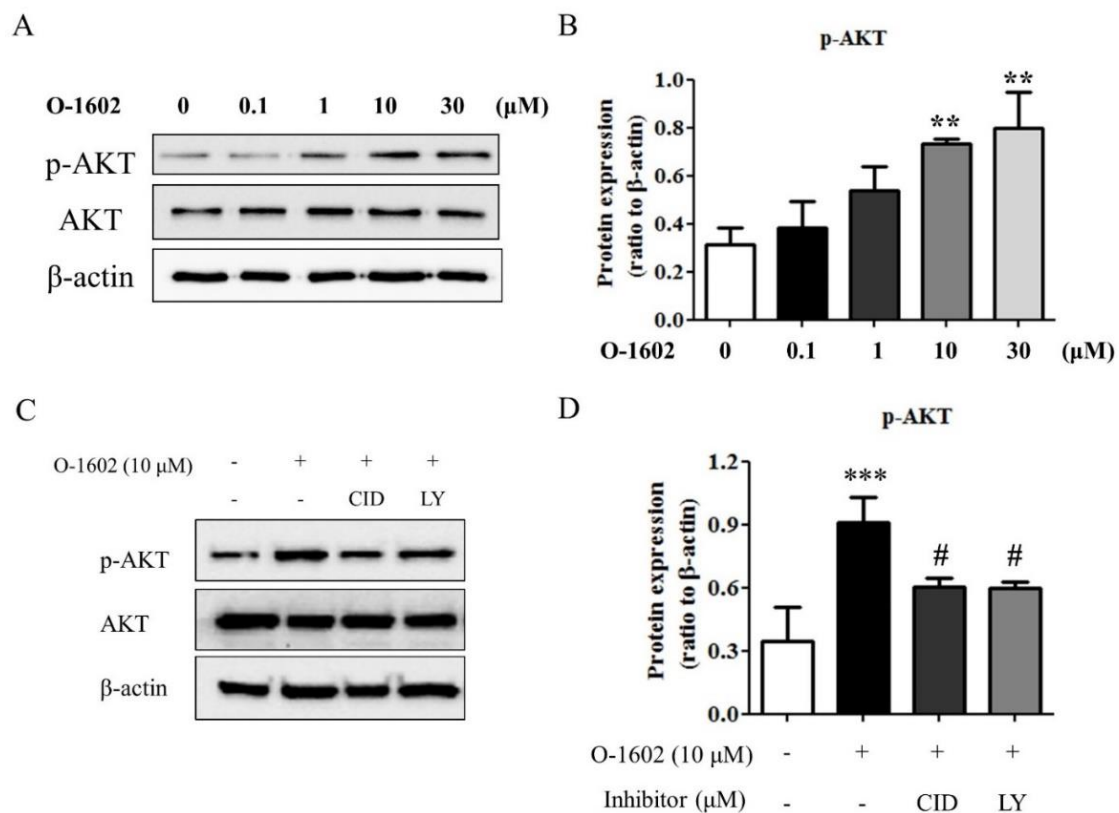 A
O-1602 0 0.1 1 10 30 (μM)
p-AKT
AKT
β-actin
B
p-AKT
Protein expression
(ratio to β-actin)
1.0
0.8
0.6
0.4
0.2
0.0
** **
O-1602 0 0.1 1 10 30 (μM)
C
O-1602 (10 μM) - + + +
- - CID LY
p-AKT
AKT
β-actin
D
p-AKT
Protein expression
(ratio to β-actin)
1.2
0.9
0.6
0.3
0.0
*** # #
O-1602 (10 μM) - + + +
Inhibitor (μM) - - CID LY